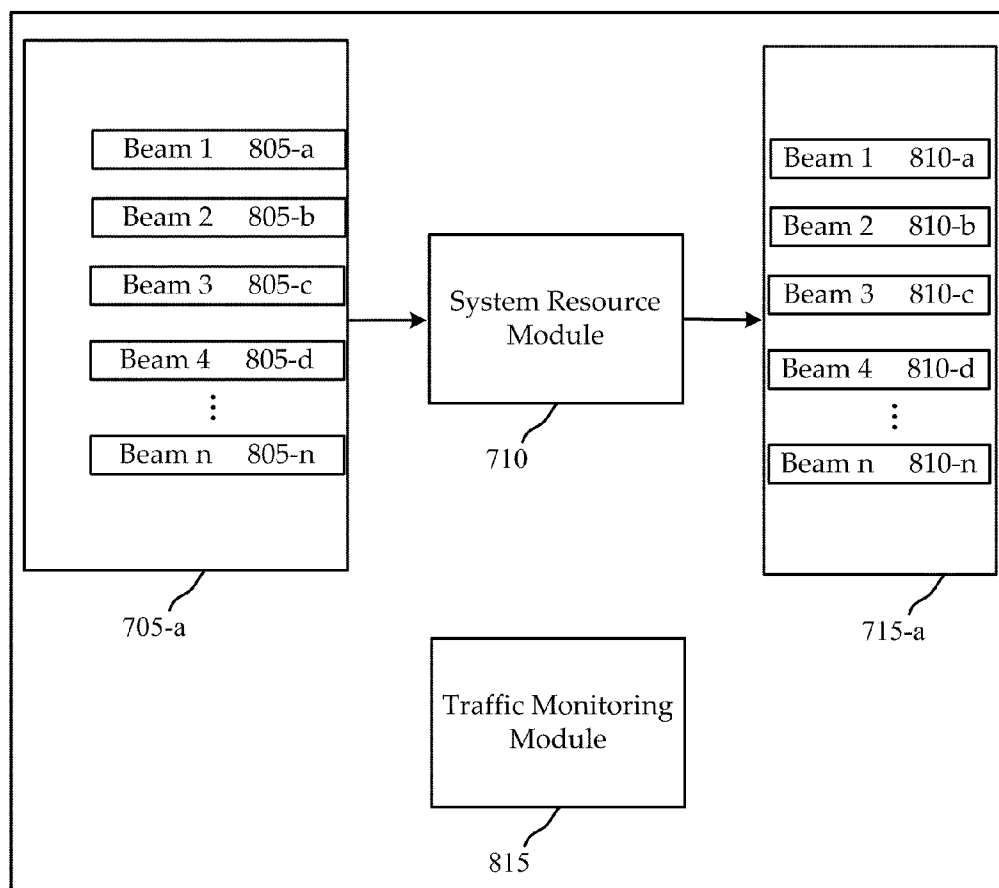 Beam 1 805-a
Beam 2 805-b
Beam 3 805-c
Beam 4 805-d
⋮
Beam n 805-n
705-a
System Resource
Module
710
Beam 1 810-a
Beam 2 810-b
Beam 3 810-c
Beam 4 810-d
⋮
Beam n 810-n
715-a
Traffic Monitoring
Module
815